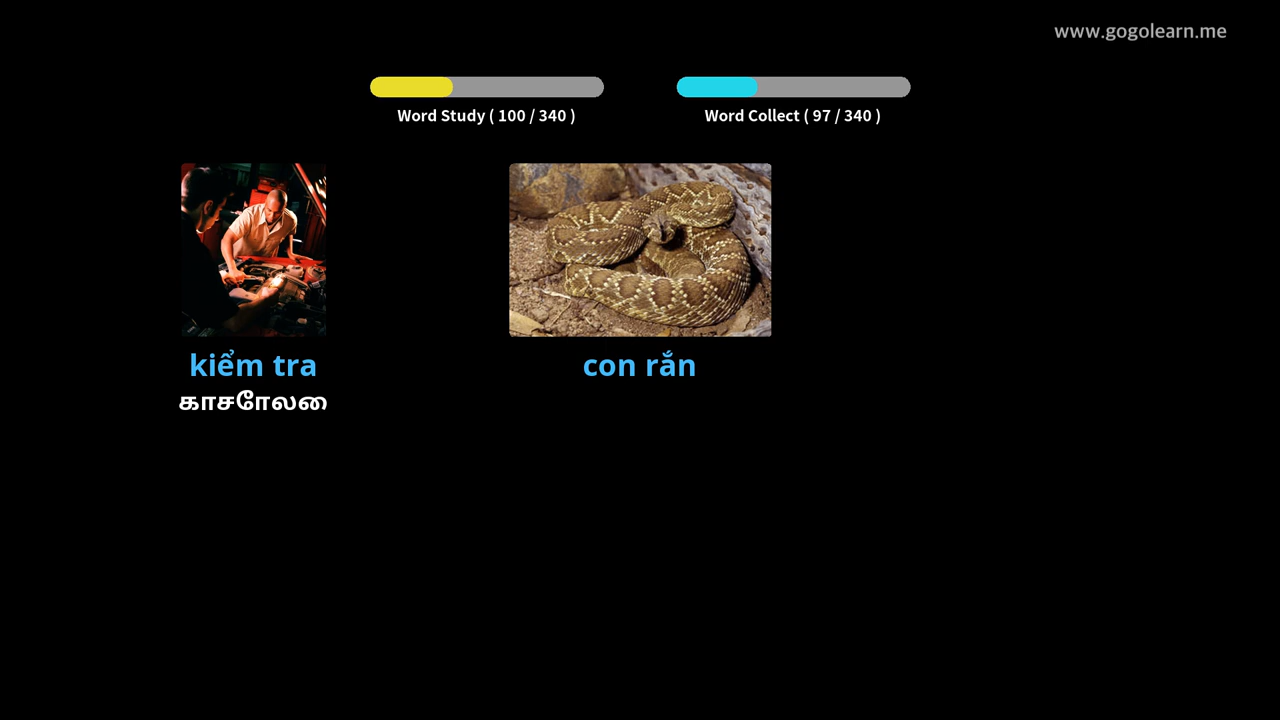 www.gogolearn.me
Word Study ( 100 / 340 )
Word Collect ( 97 / 340 )
kiểm tra
con rắn
காசோலை